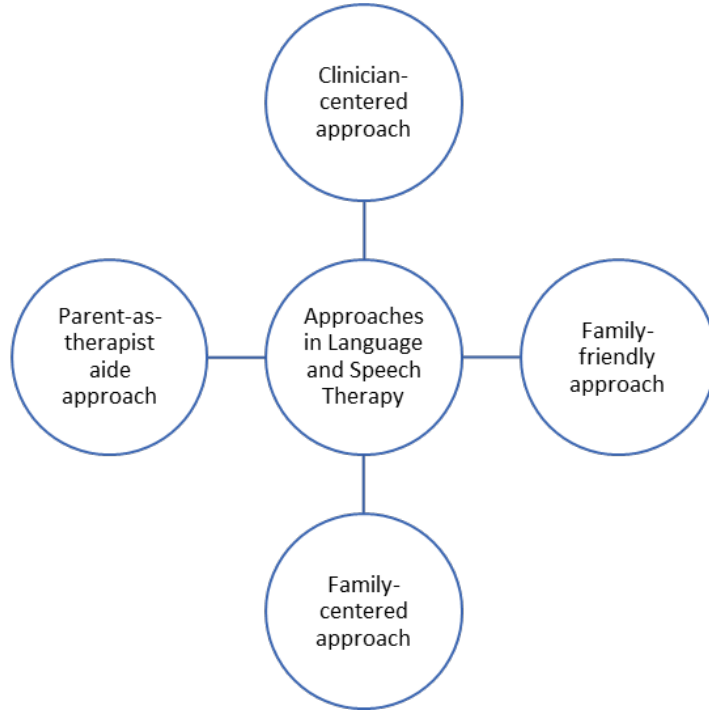 Clinician-
centered
approach
Parent-as-
therapist
aide
approach
Approaches
in Language
and Speech
Therapy
Family-
friendly
approach
Family-
centered
approach